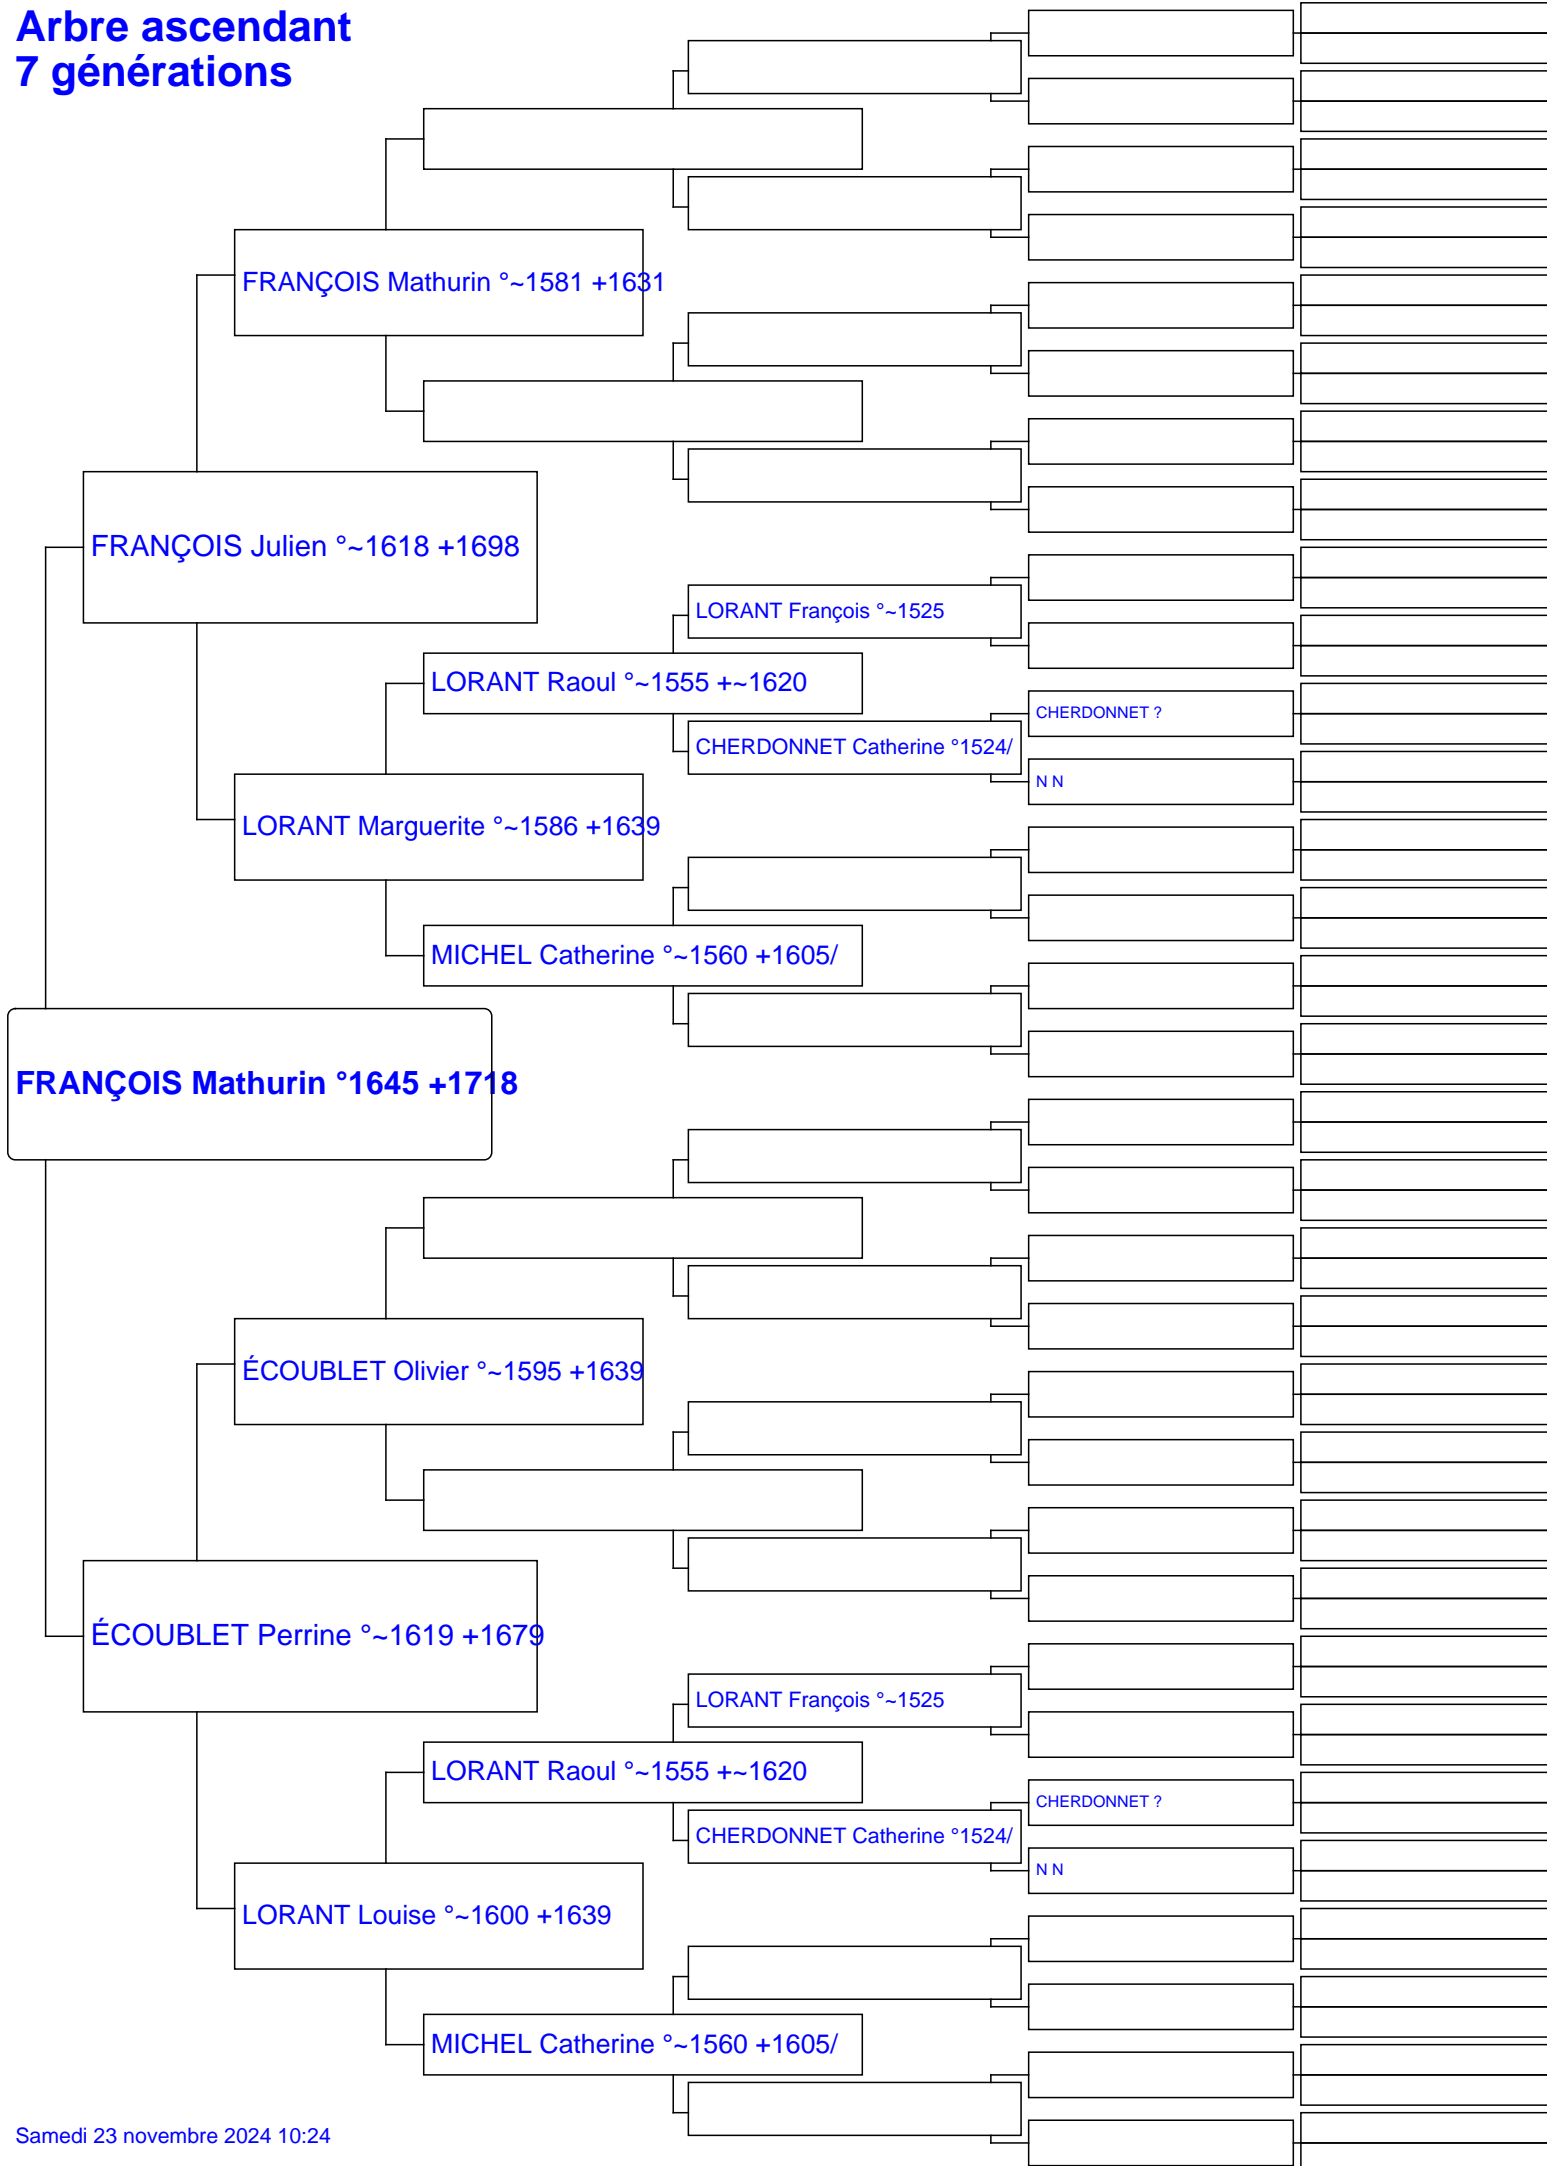 Arbre ascendant
7 générations
FRANÇOIS Mathurin °~1581 +1631
FRANÇOIS Julien °~1618 +1698
LORANT François °~1525
LORANT Raoul °~1555 +~1620
CHERDONNET ?
CHERDONNET Catherine °1524/
N N
LORANT Marguerite °~1586 +1639
MICHEL Catherine °~1560 +1605/
FRANÇOIS Mathurin °1645 +1718
ÉCOUBLET Olivier °~1595 +1639
ÉCOUBLET Perrine °~1619 +1679
LORANT François °~1525
LORANT Raoul °~1555 +~1620
CHERDONNET ?
CHERDONNET Catherine °1524/
N N
LORANT Louise °~1600 +1639
MICHEL Catherine °~1560 +1605/
Samedi 23 novembre 2024 10:24